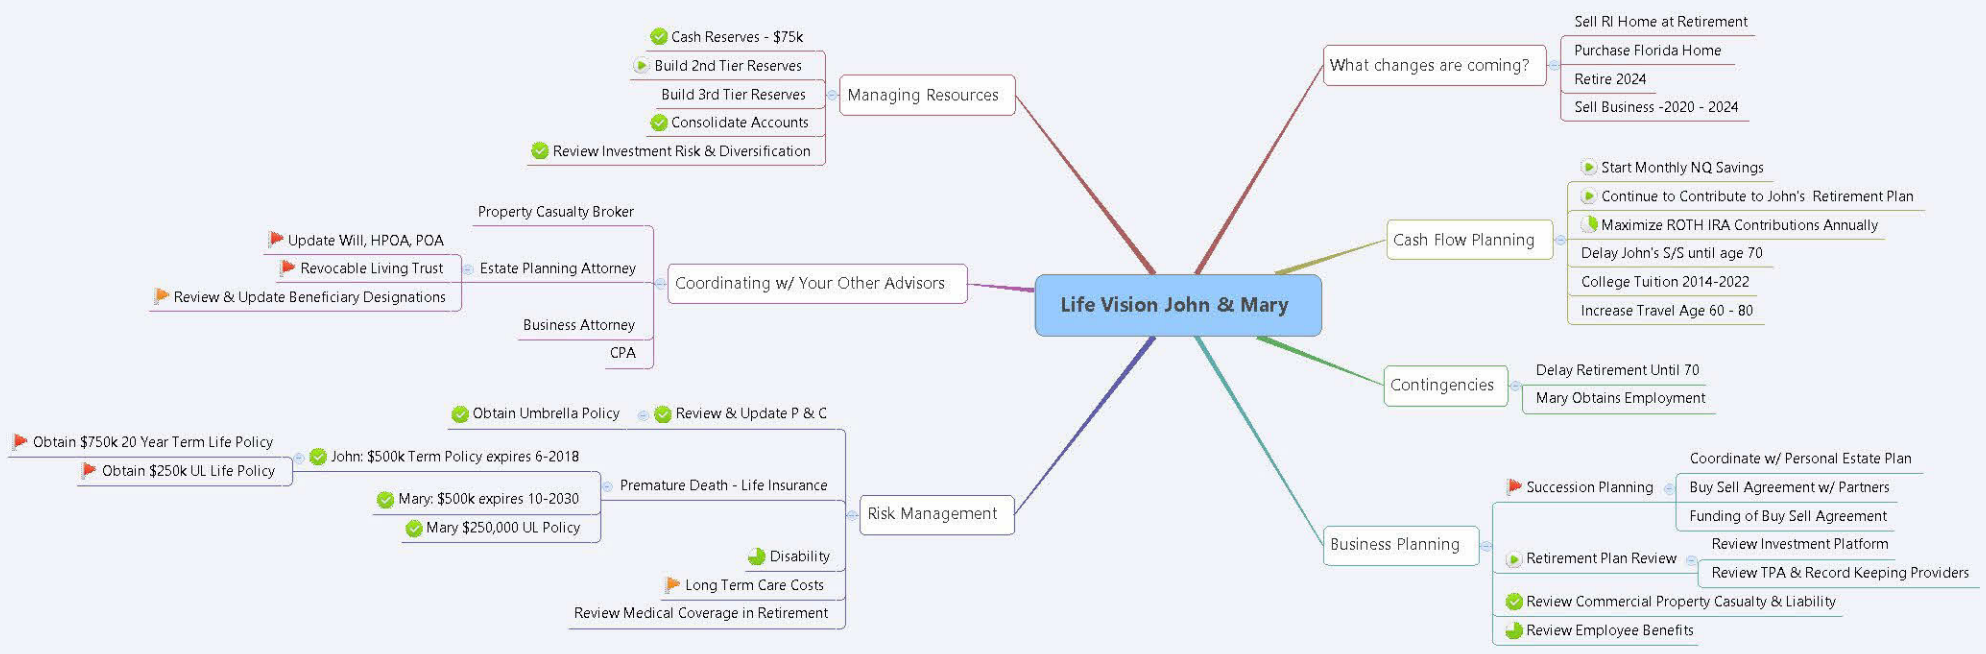 Life Vision John & Mary
Managing Resources
Cash Reserves - $75k
Build 2nd Tier Reserves
Build 3rd Tier Reserves
Consolidate Accounts
Review Investment Risk & Diversification
Coordinating w/ Your Other Advisors
Property Casualty Broker
Estate Planning Attorney
Update Will, HPOA, POA
Revocable Living Trust
Review & Update Beneficiary Designations
Business Attorney
CPA
Risk Management
Review & Update P & C
Obtain Umbrella Policy
Premature Death - Life Insurance
John: $500k Term Policy expires 6-2018
Obtain $750k 20 Year Term Life Policy
Obtain $250k UL Life Policy
Mary: $500k expires 10-2030
Mary $250,000 UL Policy
Disability
Long Term Care Costs
Review Medical Coverage in Retirement
What changes are coming?
Sell RI Home at Retirement
Purchase Florida Home
Retire 2024
Sell Business -2020 - 2024
Cash Flow Planning
Start Monthly NQ Savings
Continue to Contribute to John's  Retirement Plan
Maximize ROTH IRA Contributions Annually
Delay John's S/S until age 70
College Tuition 2014-2022
Increase Travel Age 60 - 80
Contingencies
Delay Retirement Until 70
Mary Obtains Employment
Business Planning
Succession Planning
Coordinate w/ Personal Estate Plan
Buy Sell Agreement w/ Partners
Funding of Buy Sell Agreement
Retirement Plan Review
Review Investment Platform
Review TPA & Record Keeping Providers
Review Commercial Property Casualty & Liability
Review Employee Benefits